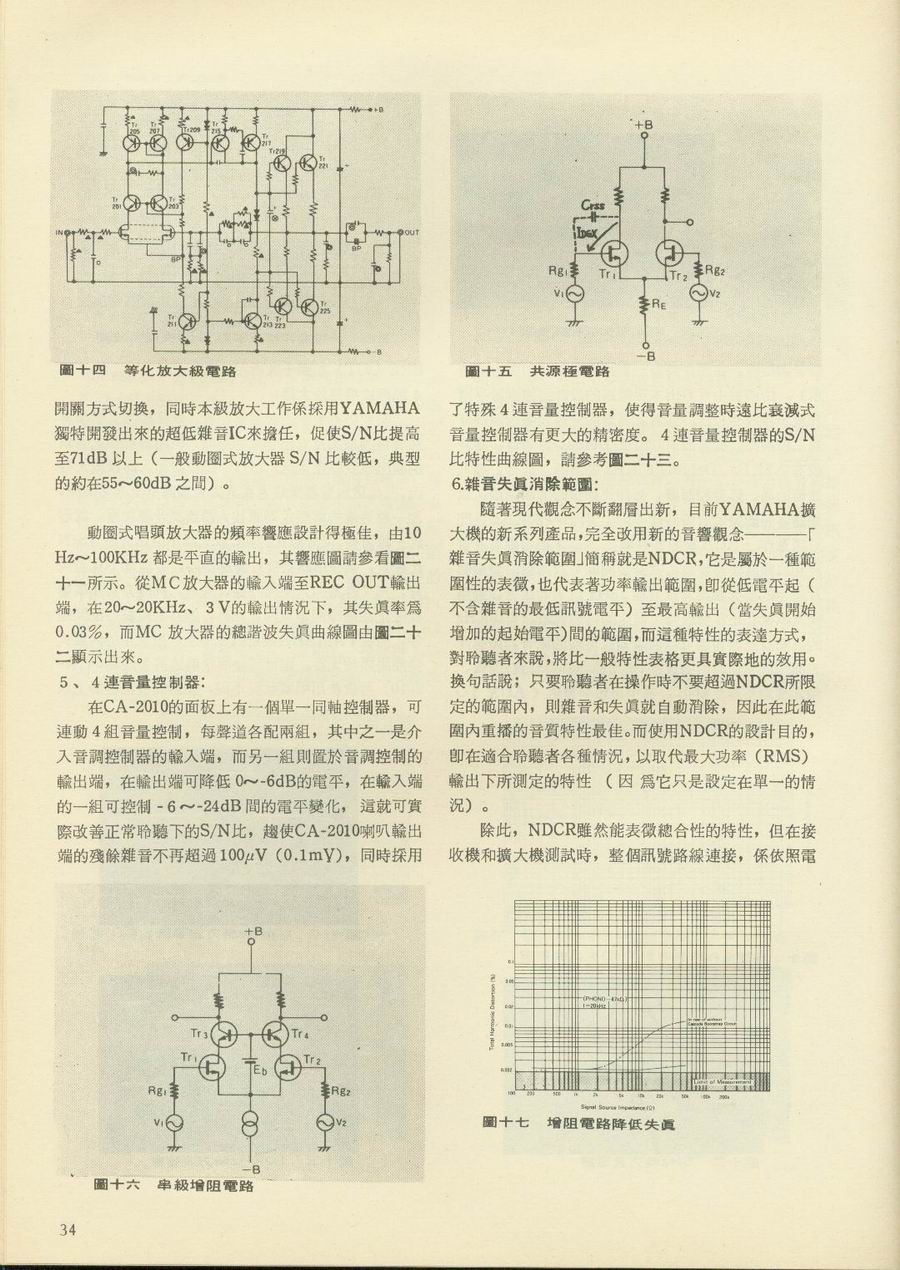 +B
Tr
205
Tr
207
Tr209
Tr
215
Tr
217
Tr219
Tr
221
Tr
201
Tr
203
IN
OUT
BP
BP
Tr
211
Tr
213
Tr
223
Tr
225
-B
圖十四 等化放大級電路
+B
Crss
IDGX
Rg1
Tr1
Tr2
Rg2
V1
V2
RE
-B
圖十五 共源極電路
開關方式切換，同時本級放大工作係採用YAMAHA
獨特開發出來的超低雜音IC來擔任，促使S/N比提高
至71dB以上（一般動圈式放大器S/N比較低，典型
的約在55～60dB之間）。
動圈式唱頭放大器的頻率響應設計得極佳，由10
Hz～100KHz都是平直的輸出，其響應圖請參看圖二
十一所示。從MC放大器的輸入端至REC OUT輸出
端，在20～20KHz、3V的輸出情況下，其失眞率爲
0.03％，而MC放大器的總諧波失眞曲線圖由圖二十
二顯示出來。
5、4連音量控制器：
在CA-2010的面板上有一個單一同軸控制器，可
連動4組音量控制，每聲道各配兩組，其中之一是介
入音調控制器的輸入端，而另一組則置於音調控制的
輸出端，在輸出端可降低0～-6dB的電平，在輸入端
的一組可控制-6～-24dB間的電平變化，這就可實
際改善正常聆聽下的S/N比，趨使CA-2010喇叭輸出
端的殘餘雜音不再超過100μV（0.1mV），同時採用
了特殊4連音量控制器，使得音量調整時遠比衰減式
音量控制器有更大的精密度。4連音量控制器的S/N
比特性曲線圖，請參考圖二十三。
6.雜音失眞消除範圍：
隨著現代觀念不斷翻層出新，目前YAMAHA擴
大機的新系列產品，完全改用新的音響觀念———「
雜音失眞消除範圍」簡稱就是NDCR，它是屬於一種範
圍性的表徵，也代表著功率輸出範圍，卽從低電平起（
不含雜音的最低訊號電平）至最高輸出（當失眞開始
增加的起始電平）間的範圍，而這種特性的表達方式，
對聆聽者來說，將比一般特性表格更具實際地的效用。
換句話說；只要聆聽者在操作時不要超過NDCR所限
定的範圍內，則雜音和失眞就自動消除，因此在此範
圍內重播的音質特性最佳。而使用NDCR的設計目的，
卽在適合聆聽者各種情況，以取代最大功率（RMS）
輸出下所測定的特性（因爲它只是設定在單一的情
況）。
除此，NDCR雖然能表徵總合性的特性，但在接
收機和擴大機測試時，整個訊號路線連接，係依照電
+B
Tr3
Tr4
Tr1
Tr2
Eb
Rg1
Rg2
V1
V2
-B
圖十六 串級增阻電路
Total Harmonic Distortion (%)
0.1
0.05
0.02
0.01
0.005
0.002
(PHONO 47kΩ)
f=20kHz
Limit of Measurement
100 200 500 1k 2k 5k 10k 20k 50k 100k 200k
Signal Source Impedance (Ω)
圖十七 增阻電路降低失眞
34